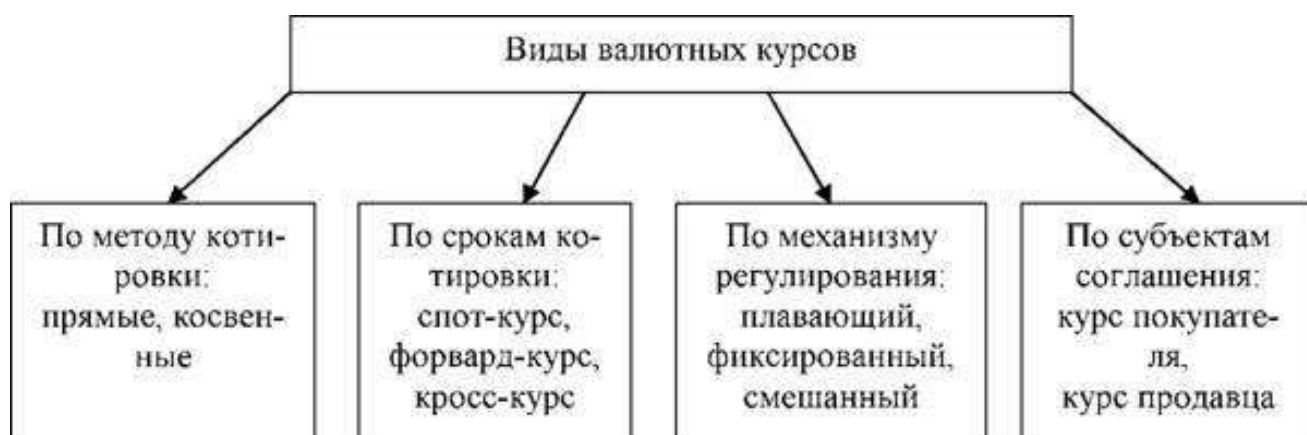 Виды валютных курсов
По методу коти-
ровки:
прямые, косвен-
ные
По срокам ко-
тировки:
спот-курс,
форвард-курс,
кросс-курс
По механизму
регулирования:
плавающий,
фиксированный,
смешанный
По субъектам
соглашения:
курс покупате-
ля,
курс продавца